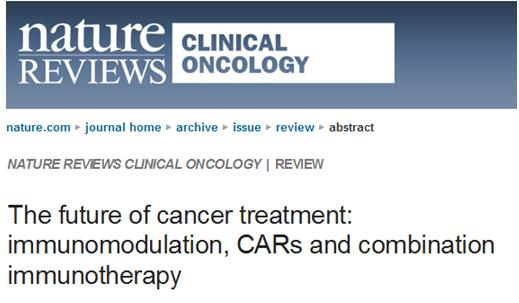 nature
REVIEWS
CLINICAL
ONCOLOGY
nature.com ▸ journal home ▸ archive ▸ issue ▸ review ▸ abstract
NATURE REVIEWS CLINICAL ONCOLOGY | REVIEW
The future of cancer treatment:
immunomodulation, CARs and combination
immunotherapy